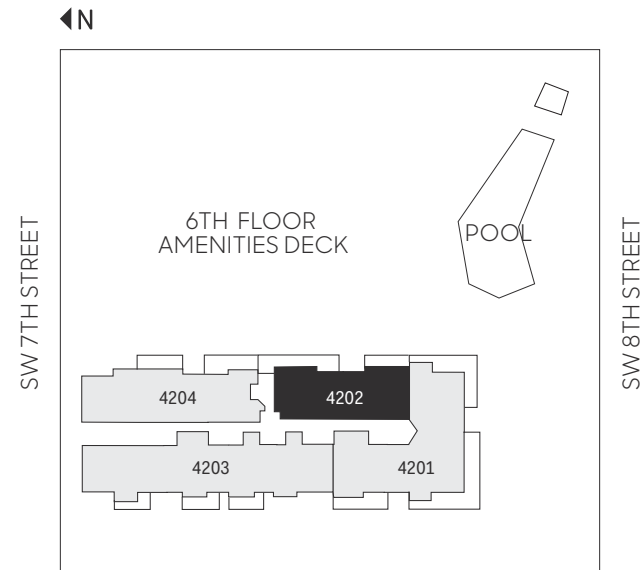 N
6TH FLOOR
AMENITIES DECK
POOL
SW 7TH STREET
SW 8TH STREET
4204
4202
4203
4201